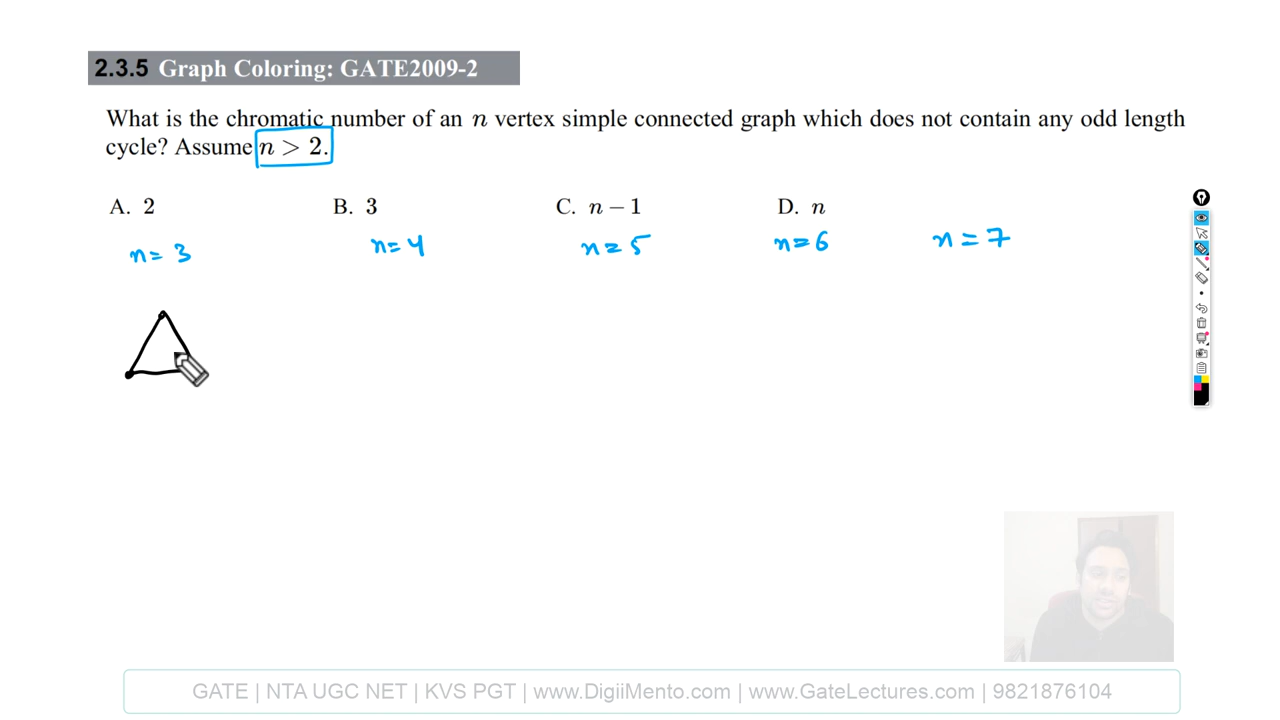 2.3.5 Graph Coloring: GATE2009-2
What is the chromatic number of an n vertex simple connected graph which does not contain any odd length
cycle? Assume n > 2.
A. 2 B. 3 C. n − 1 D. n
n = 3 n = 4 n = 5 n = 6 n = 7
GATE | NTA UGC NET | KVS PGT | www.DigiiMento.com | www.GateLectures.com | 9821876104